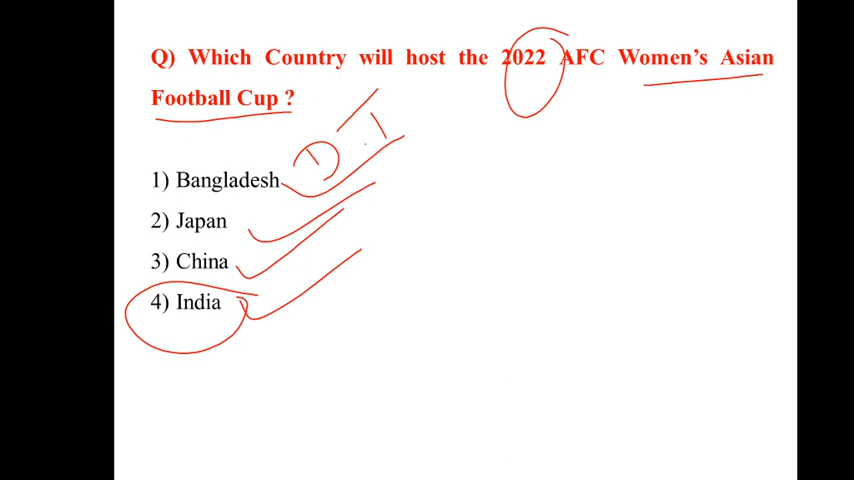 Q) Which Country will host the 2022 AFC Women's Asian
Football Cup ?
1) Bangladesh
2) Japan
3) China
4) India